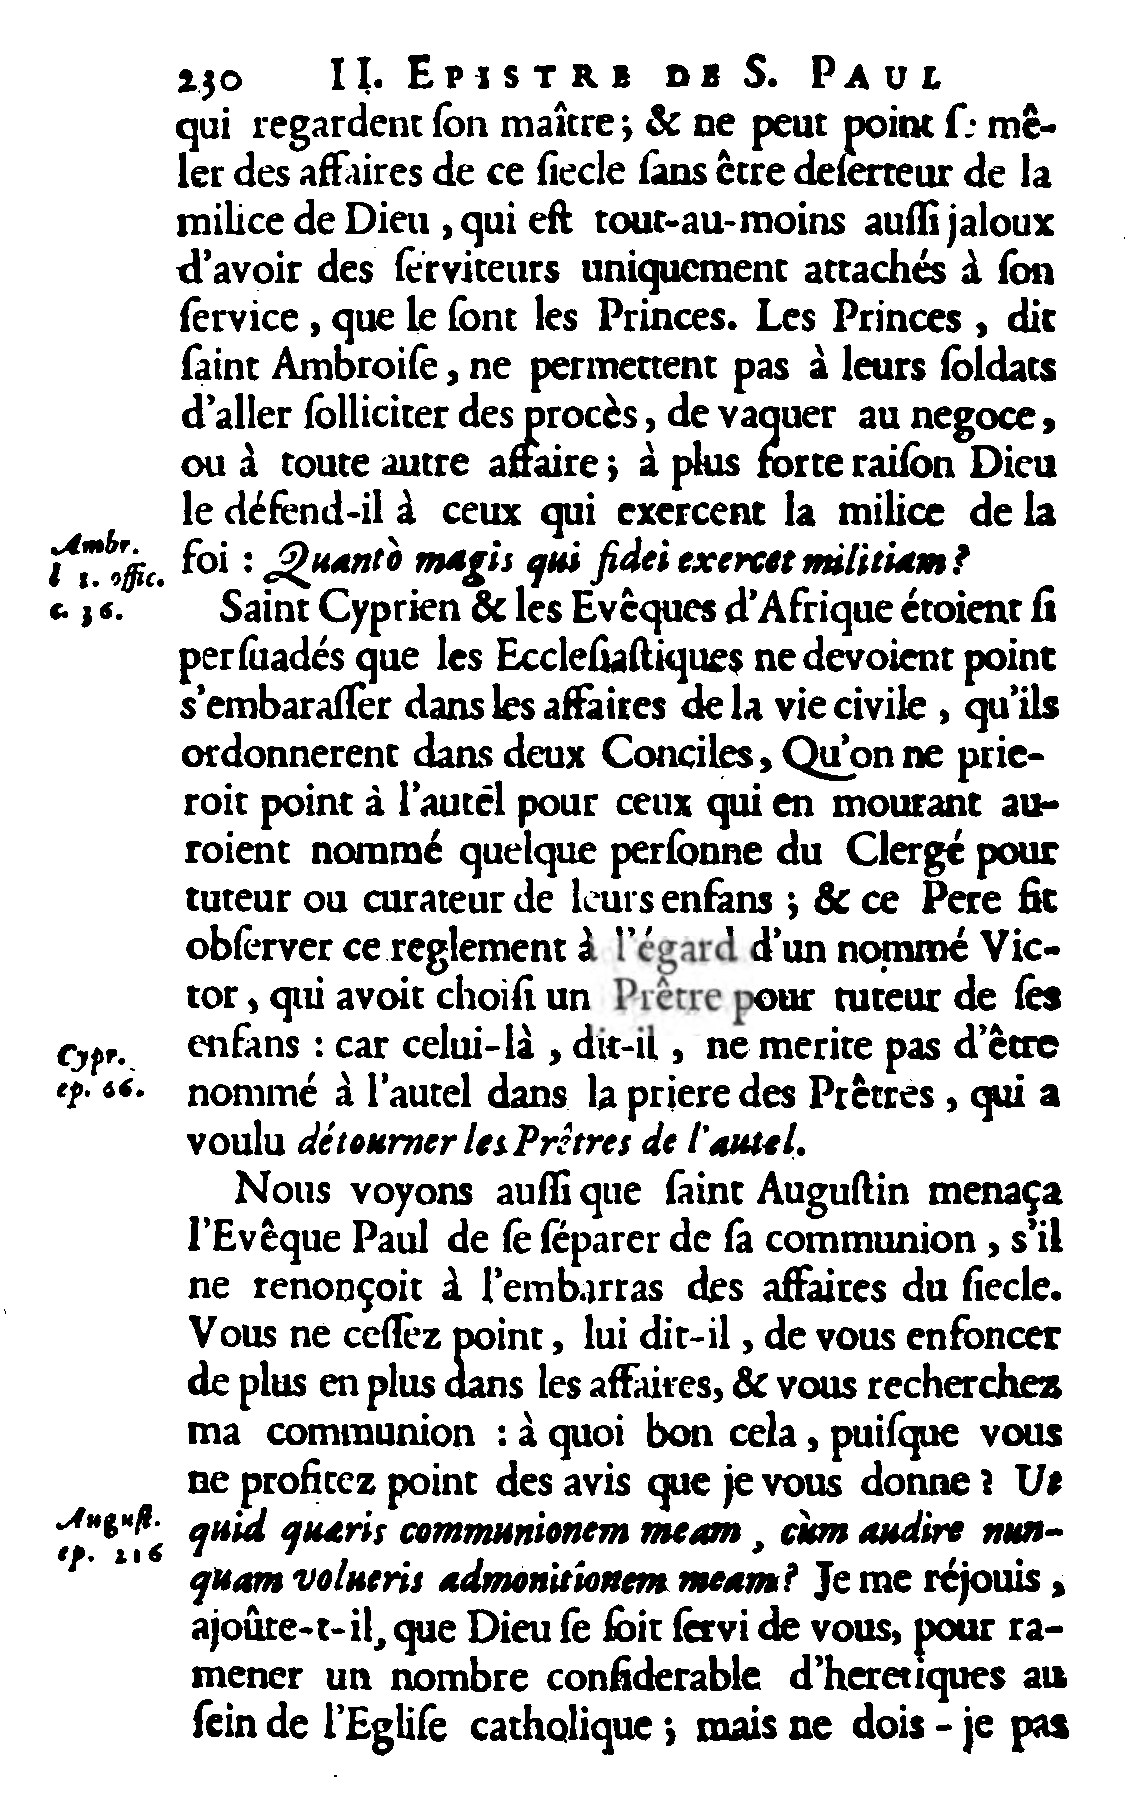 230 II. EPISTRE DE S. PAUL
qui regardent ſon maître; & ne peut point ſe mê-
ler des affaires de ce ſiecle ſans être deſerteur de la
milice de Dieu, qui eſt tout-au-moins auſſi jaloux
d'avoir des ſerviteurs uniquement attachés à ſon
ſervice, que le ſont les Princes. Les Princes, dit
ſaint Ambroiſe, ne permettent pas à leurs ſoldats
d'aller ſolliciter des procès, de vaquer au negoce,
ou à toute autre affaire; à plus forte raiſon Dieu
le défend-il à ceux qui exercent la milice de la
foi : Quantò magis qui fidei exercet militiam?
Ambr.
l 1. offic.
c. 36.
Saint Cyprien & les Evêques d'Afrique étoient ſi
perſuadés que les Eccleſiaſtiques ne devoient point
s'embaraſſer dans les affaires de la vie civile, qu'ils
ordonnerent dans deux Conciles, Qu'on ne prie-
roit point à l'autel pour ceux qui en mourant au-
roient nommé quelque perſonne du Clergé pour
tuteur ou curateur de leurs enfans; & ce Pere fit
obſerver ce reglement à l'égard d'un nommé Vic-
tor, qui avoit choiſi un Prêtre pour tuteur de ſes
enfans : car celui-là, dit-il, ne merite pas d'être
nommé à l'autel dans la priere des Prêtres, qui a
voulu détourner les Prêtres de l'autel.
Cypr.
ep. 66.
Nous voyons auſſi que ſaint Auguſtin menaça
l'Evêque Paul de ſe ſéparer de ſa communion, s'il
ne renonçoit à l'embarras des affaires du ſiecle.
Vous ne ceſſez point, lui dit-il, de vous enfoncer
de plus en plus dans les affaires, & vous recherchez
ma communion : à quoi bon cela, puiſque vous
ne profitez point des avis que je vous donne? Ut
quid quæris communionem meam, cùm audire nun-
quam volueris admonitionem meam? Je me réjouis,
ajoûte-t-il, que Dieu ſe ſoit ſervi de vous, pour ra-
mener un nombre conſiderable d'heretiques au
ſein de l'Egliſe catholique; mais ne dois-je pas
Auguſt.
ep. 216